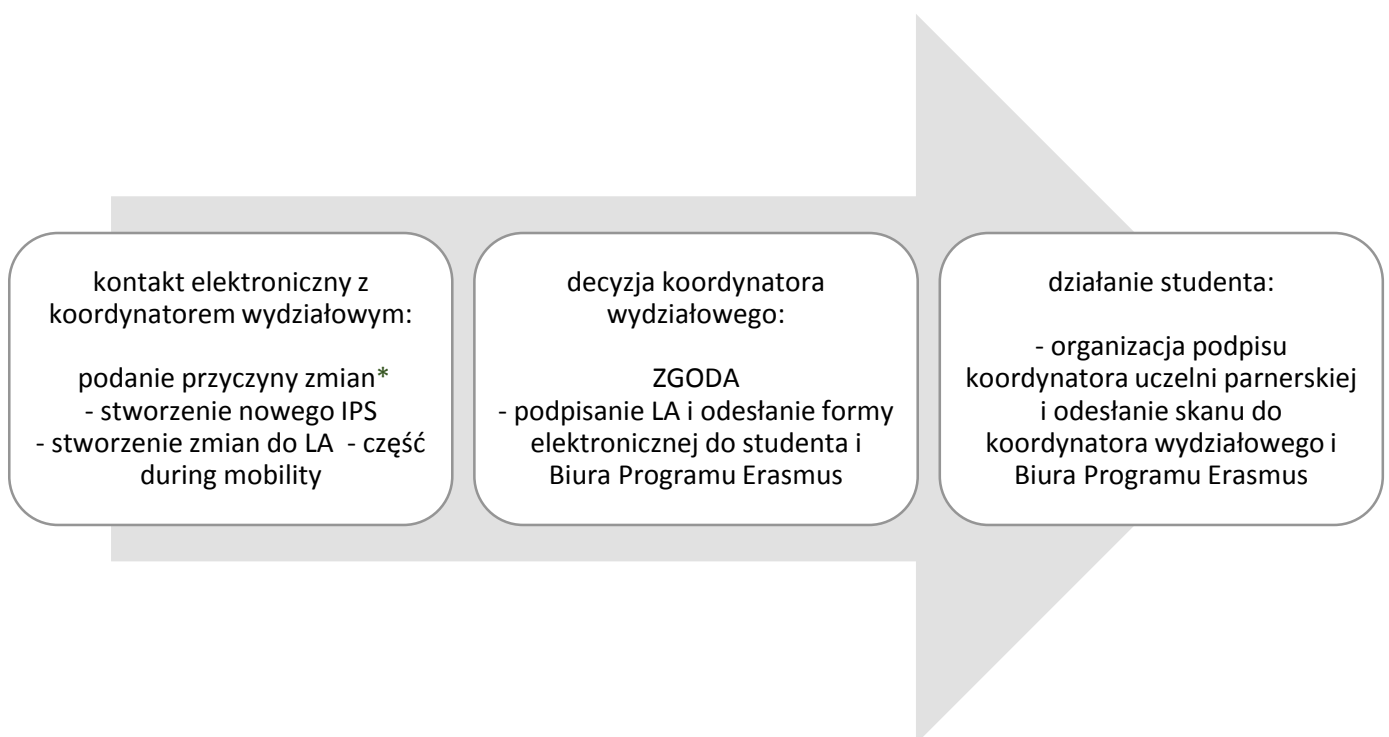 kontakt elektroniczny z
koordynatorem wydziałowym:
podanie przyczyny zmian*
- stworzenie nowego IPS
- stworzenie zmian do LA - część
during mobility
decyzja koordynatora
wydziałowego:
ZGODA
- podpisanie LA i odesłanie formy
elektronicznej do studenta i
Biura Programu Erasmus
działanie studenta:
- organizacja podpisu
koordynatora uczelni parnerskiej
i odesłanie skanu do
koordynatora wydziałowego i
Biura Programu Erasmus